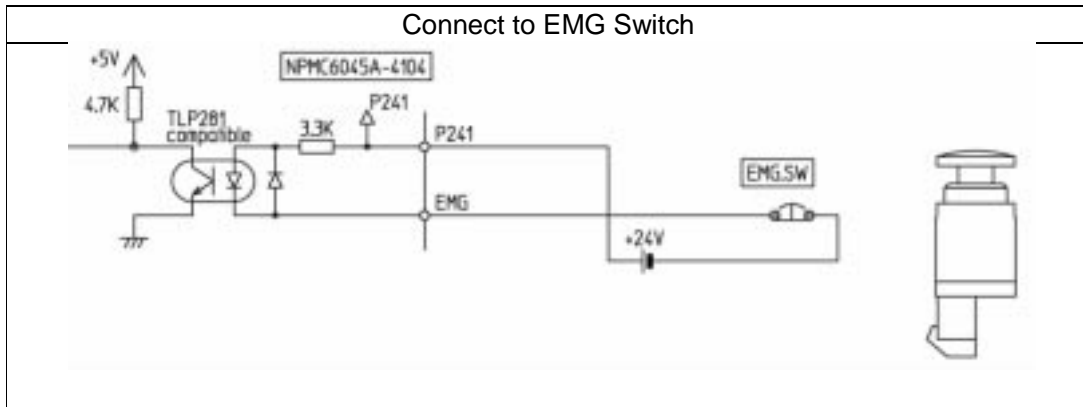 Connect to EMG Switch
+5V
NPMC6045A-4104
4.7K
TLP281
compatible
3.3K
P241
P241
EMG.SW
EMG
+24V